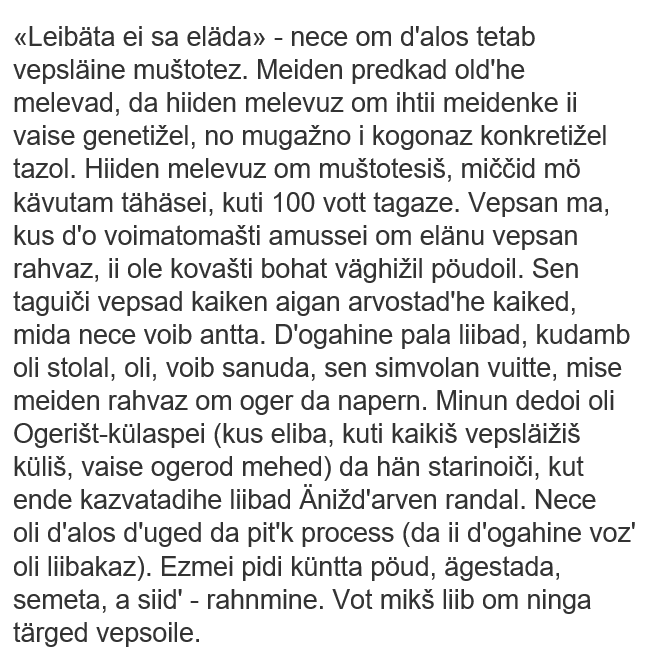 «Leibäta ei sa eläda» - nece om d'alos tetab
vepsläine muštotez. Meiden predkad old'he
melevad, da hiiden melevuz om ihtii meidenke ii
vaise genetižel, no mugažno i kogonaz konkretižel
tazol. Hiiden melevuz om muštotesiš, miččid mö
kävutam tähäsei, kuti 100 vott tagaze. Vepsan ma,
kus d'o voimatomašti amussei om elänu vepsan
rahvaz, ii ole kovašti bohat väghižil pöudoil. Sen
taguiči vepsad kaiken aigan arvostad'he kaiked,
mida nece voib antta. D'ogahine pala liibad, kudamb
oli stolal, oli, voib sanuda, sen simvolan vuitte, mise
meiden rahvaz om oger da napern. Minun dedoi oli
Ogerišt-külaspei (kus eliba, kuti kaikiš vepsläižiš
küliš, vaise ogerod mehed) da hän starinoiči, kut
ende kazvatadihe liibad Änižd'arven randal. Nece
oli d'alos d'uged da pit'k process (da ii d'ogahine voz'
oli liibakaz). Ezmei pidi küntta pöud, ägestada,
semeta, a siid' - rahnmine. Vot mikš liib om ninga
tärged vepsoile.